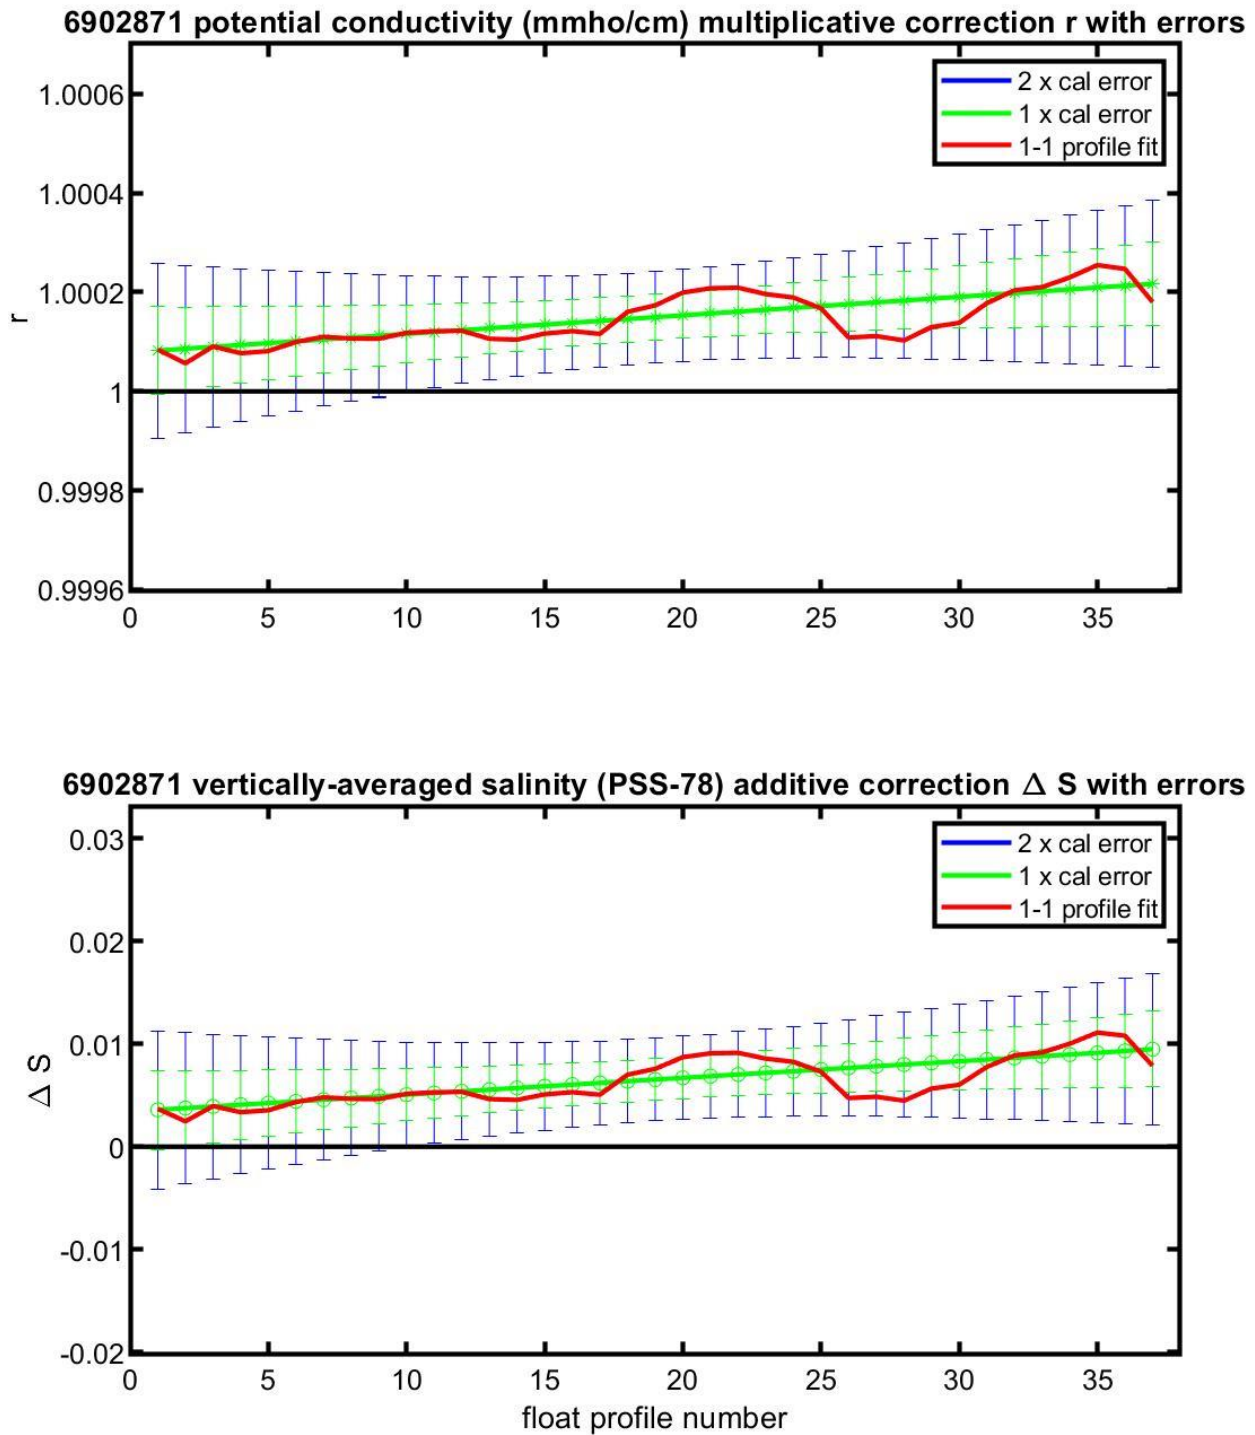 6902871 potential conductivity (mmho/cm) multiplicative correction r with errors
2 x cal error
1 x cal error
1-1 profile fit
1.0006
1.0004
1.0002
1
0.9998
0.9996
r
0 5 10 15 20 25 30 35
6902871 vertically-averaged salinity (PSS-78) additive correction Δ S with errors
2 x cal error
1 x cal error
1-1 profile fit
0.03
0.02
0.01
0
-0.01
-0.02
Δ S
0 5 10 15 20 25 30 35
float profile number